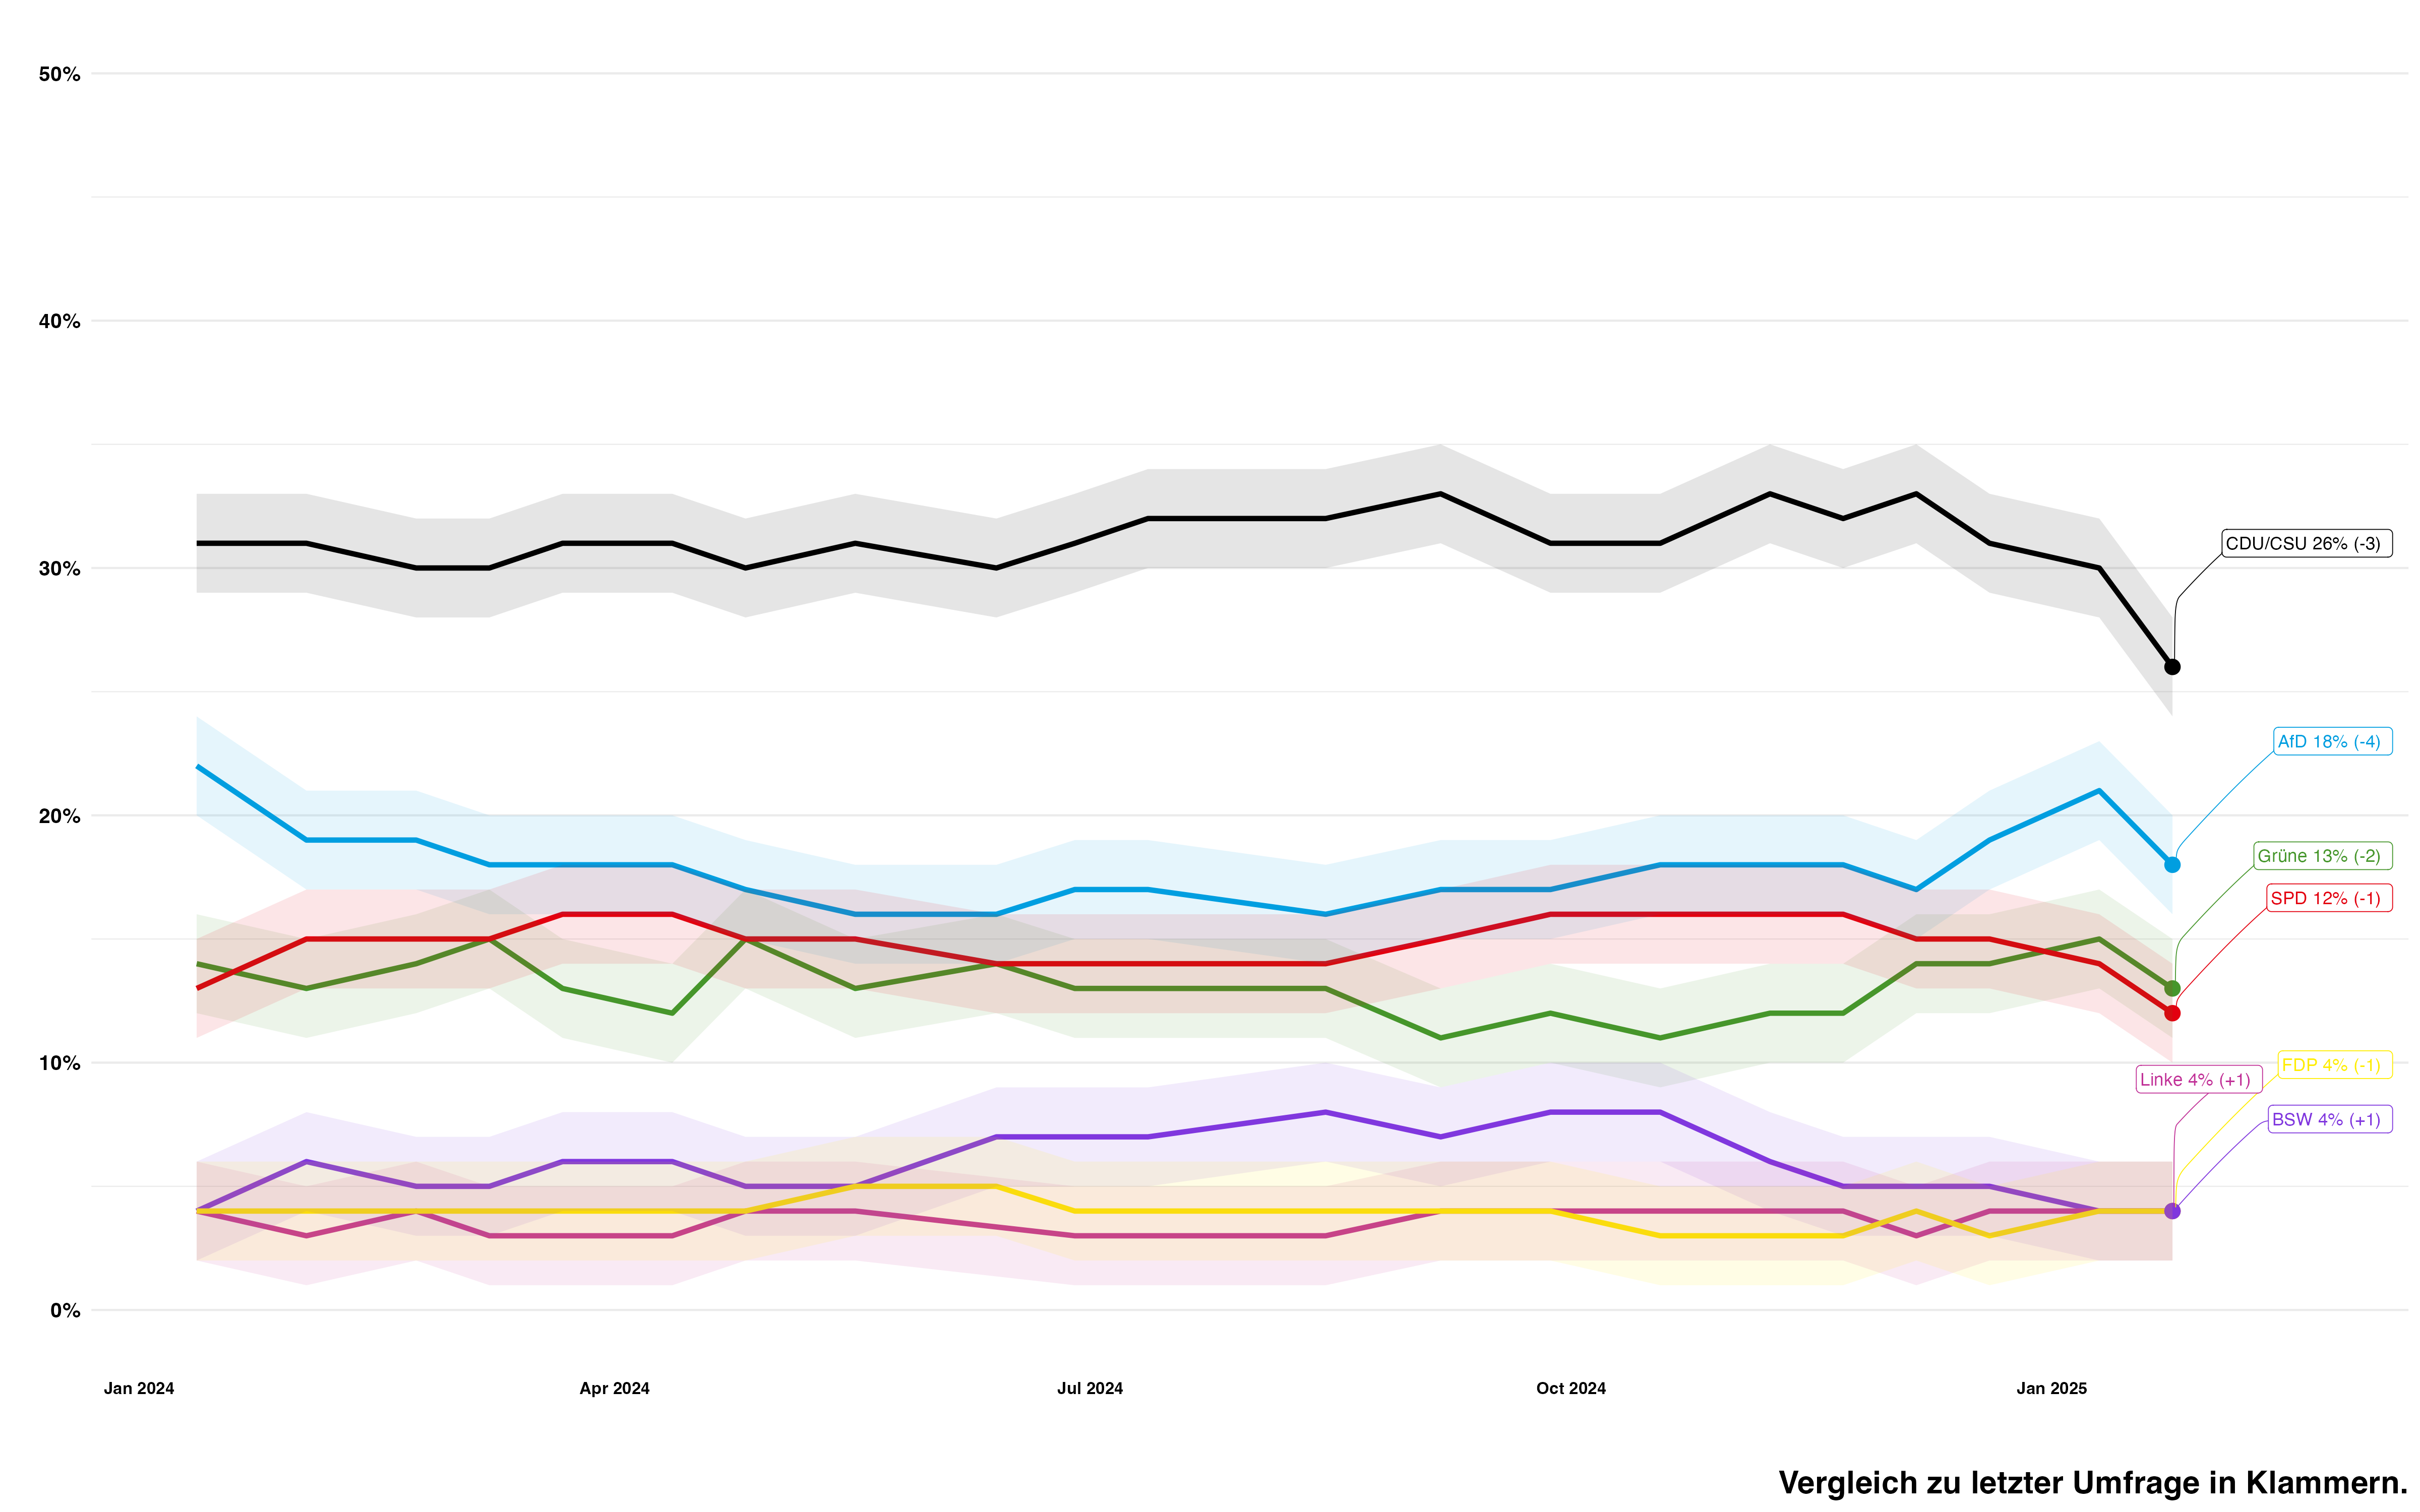 50%
40%
30%
20%
10%
0%
CDU/CSU 26% (-3)
AfD 18% (-4)
Grüne 13% (-2)
SPD 12% (-1)
FDP 4% (-1)
Linke 4% (+1)
BSW 4% (+1)
Jan 2024
Apr 2024
Jul 2024
Oct 2024
Jan 2025
Vergleich zu letzter Umfrage in Klammern.